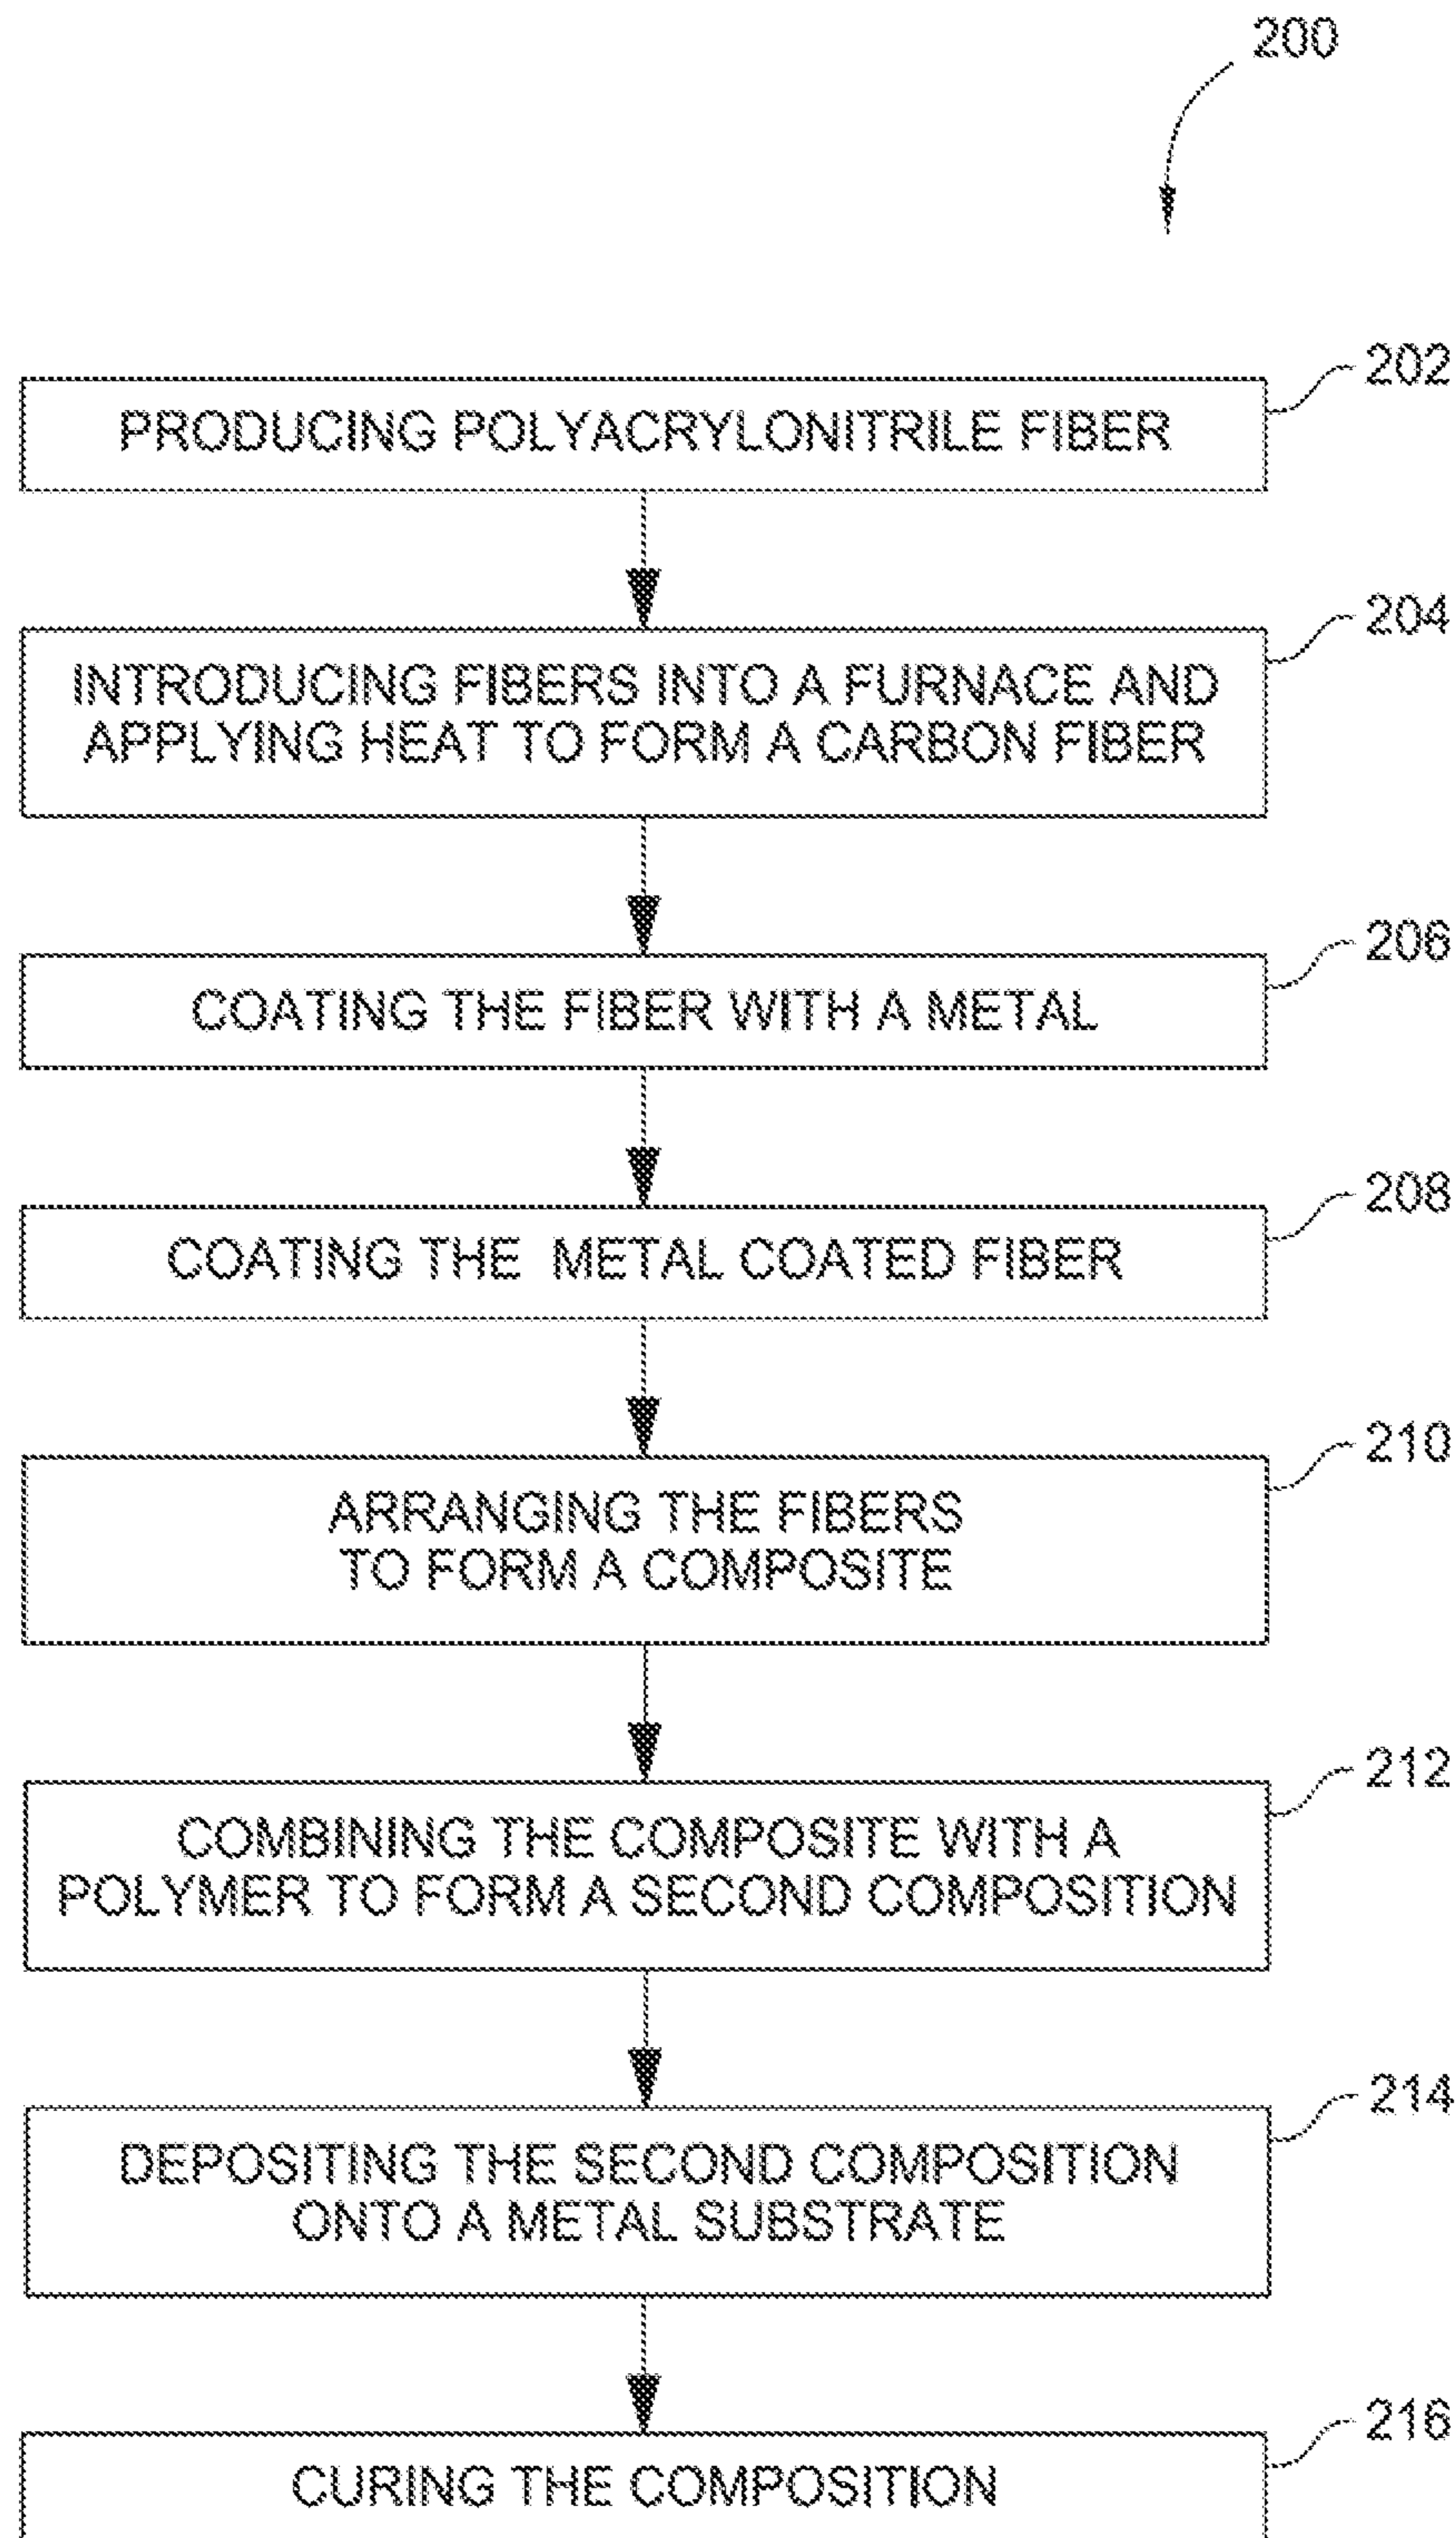 200
202
PRODUCING POLYACRYLONITRILE FIBER
204
INTRODUCING FIBERS INTO A FURNACE AND
APPLYING HEAT TO FORM A CARBON FIBER
206
COATING THE FIBER WITH A METAL
208
COATING THE METAL COATED FIBER
210
ARRANGING THE FIBERS
TO FORM A COMPOSITE
212
COMBINING THE COMPOSITE WITH A
POLYMER TO FORM A SECOND COMPOSITION
214
DEPOSITING THE SECOND COMPOSITION
ONTO A METAL SUBSTRATE
216
CURING THE COMPOSITION